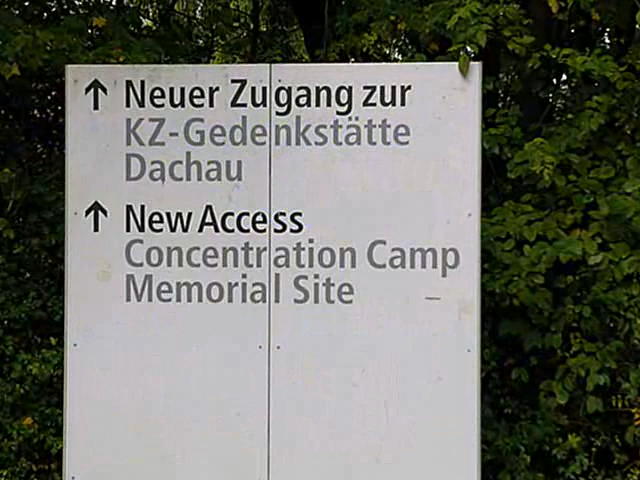 ↑ Neuer Zugang zur
KZ-Gedenkstätte
Dachau
↑ New Access
Concentration Camp
Memorial Site